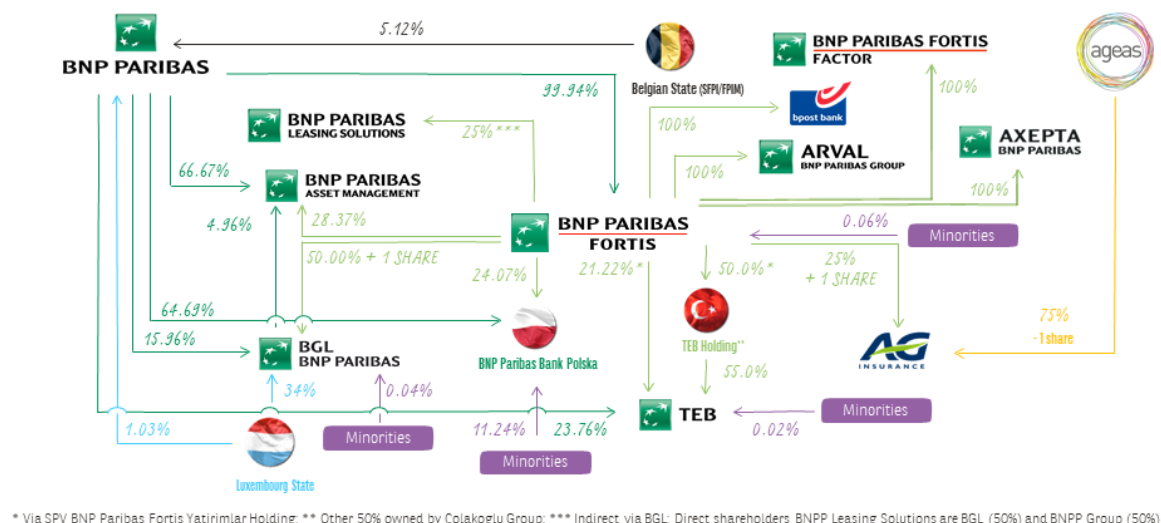 5.12%
BNP PARIBAS
Belgian State (SFPI/FPIM)
BNP PARIBAS FORTIS
FACTOR
ageas
99.94%
100%
bpost bank
100%
BNP PARIBAS
LEASING SOLUTIONS
25%***
ARVAL
BNP PARIBAS GROUP
100%
AXEPTA
BNP PARIBAS
100%
66.67%
BNP PARIBAS
ASSET MANAGEMENT
4.96%
28.37%
BNP PARIBAS
FORTIS
0.06%
Minorities
50.00% + 1 SHARE
24.07%
21.22%*
50.0%*
25%
+ 1 SHARE
64.69%
75%
- 1 share
15.96%
BGL
BNP PARIBAS
BNP Paribas Bank Polska
TEB Holding**
AG
INSURANCE
55.0%
34%
0.04%
1.03%
Minorities
11.24%
23.76%
TEB
Minorities
0.02%
Minorities
Luxembourg State
* Via SPV BNP Paribas Fortis Yatirimlar Holding; ** Other 50% owned by Colakoglu Group; *** Indirect via BGL; Direct shareholders BNPP Leasing Solutions are BGL (50%) and BNPP Group (50%)